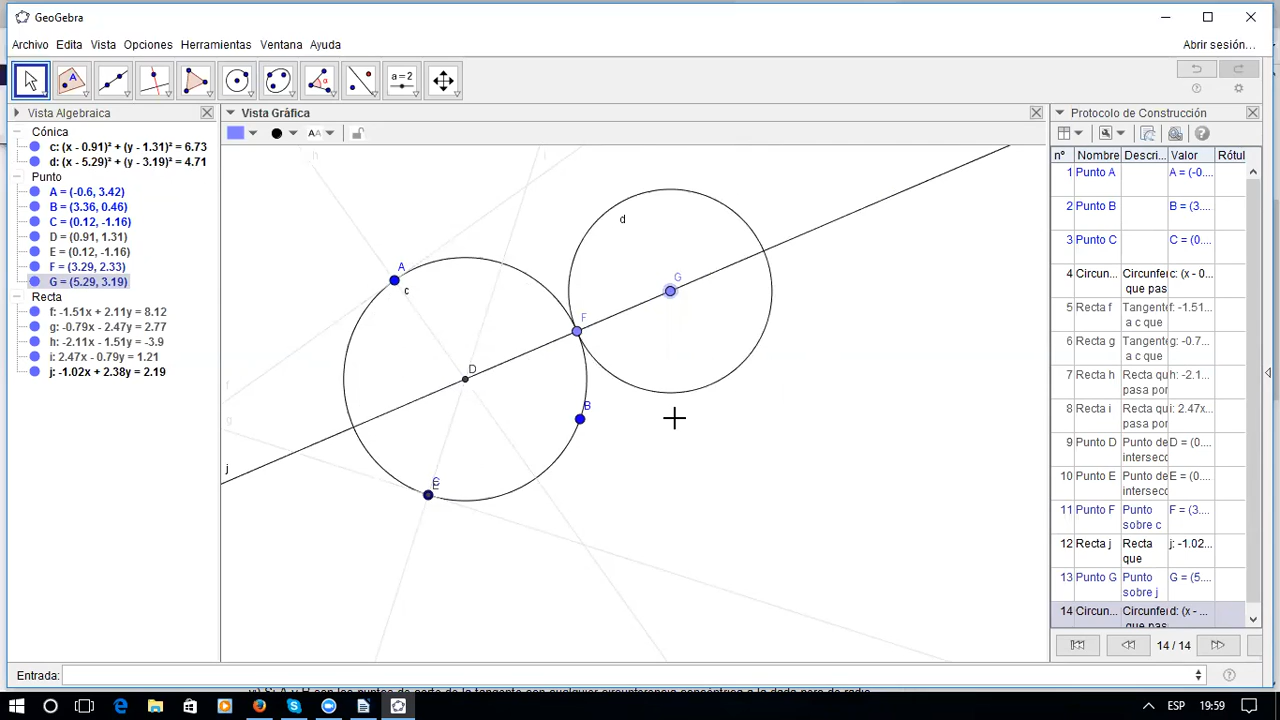 GeoGebra
Archivo Edita Vista Opciones Herramientas Ventana Ayuda
Abrir sesión...
A
α
a=2
Vista Algebraica
Vista Gráfica
Protocolo de Construcción
AA
Cónica
c: (x - 0.91)² + (y - 1.31)² = 6.73
d: (x - 5.29)² + (y - 3.19)² = 4.71
Punto
A = (-0.6, 3.42)
B = (3.36, 0.46)
C = (0.12, -1.16)
D = (0.91, 1.31)
E = (0.12, -1.16)
F = (3.29, 2.33)
G = (5.29, 3.19)
Recta
f: -1.51x + 2.11y = 8.12
g: -0.79x - 2.47y = 2.77
h: -2.11x - 1.51y = -3.9
i: 2.47x - 0.79y = 1.21
j: -1.02x + 2.38y = 2.19
h
i
d
A
c
G
F
D
f
B
g
j
E
nº Nombre Descri... Valor Rótul
1 Punto A A = (-0...
2 Punto B B = (3....
3 Punto C C = (0....
4 Circun... Circunfe c: (x - 0...
que pas
5 Recta f Tangente f: -1.51...
a c que
6 Recta g Tangente g: -0.7...
a c que
7 Recta h Recta qu h: -2.1...
pasa por
8 Recta i Recta qu i: 2.47x...
pasa por
9 Punto D Punto de D = (0....
intersecc
10 Punto E Punto de E = (0....
intersecc
11 Punto F Punto F = (3....
sobre c
12 Recta j Recta j: -1.02...
que
13 Punto G Punto G = (5....
sobre j
14 Circun... Circunfe d: (x - ...
que pas
14 / 14
Entrada:
ESP 19:59